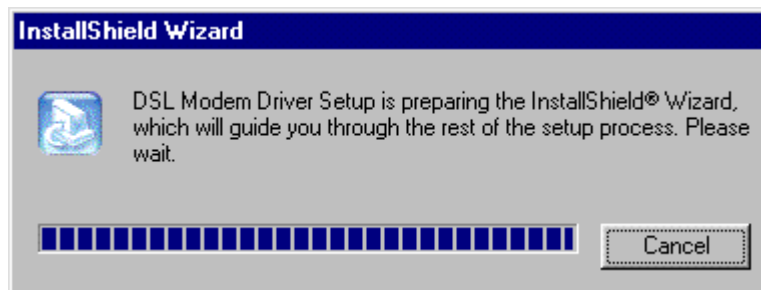 InstallShield Wizard
DSL Modem Driver Setup is preparing the InstallShield® Wizard,
which will guide you through the rest of the setup process. Please
wait.
Cancel